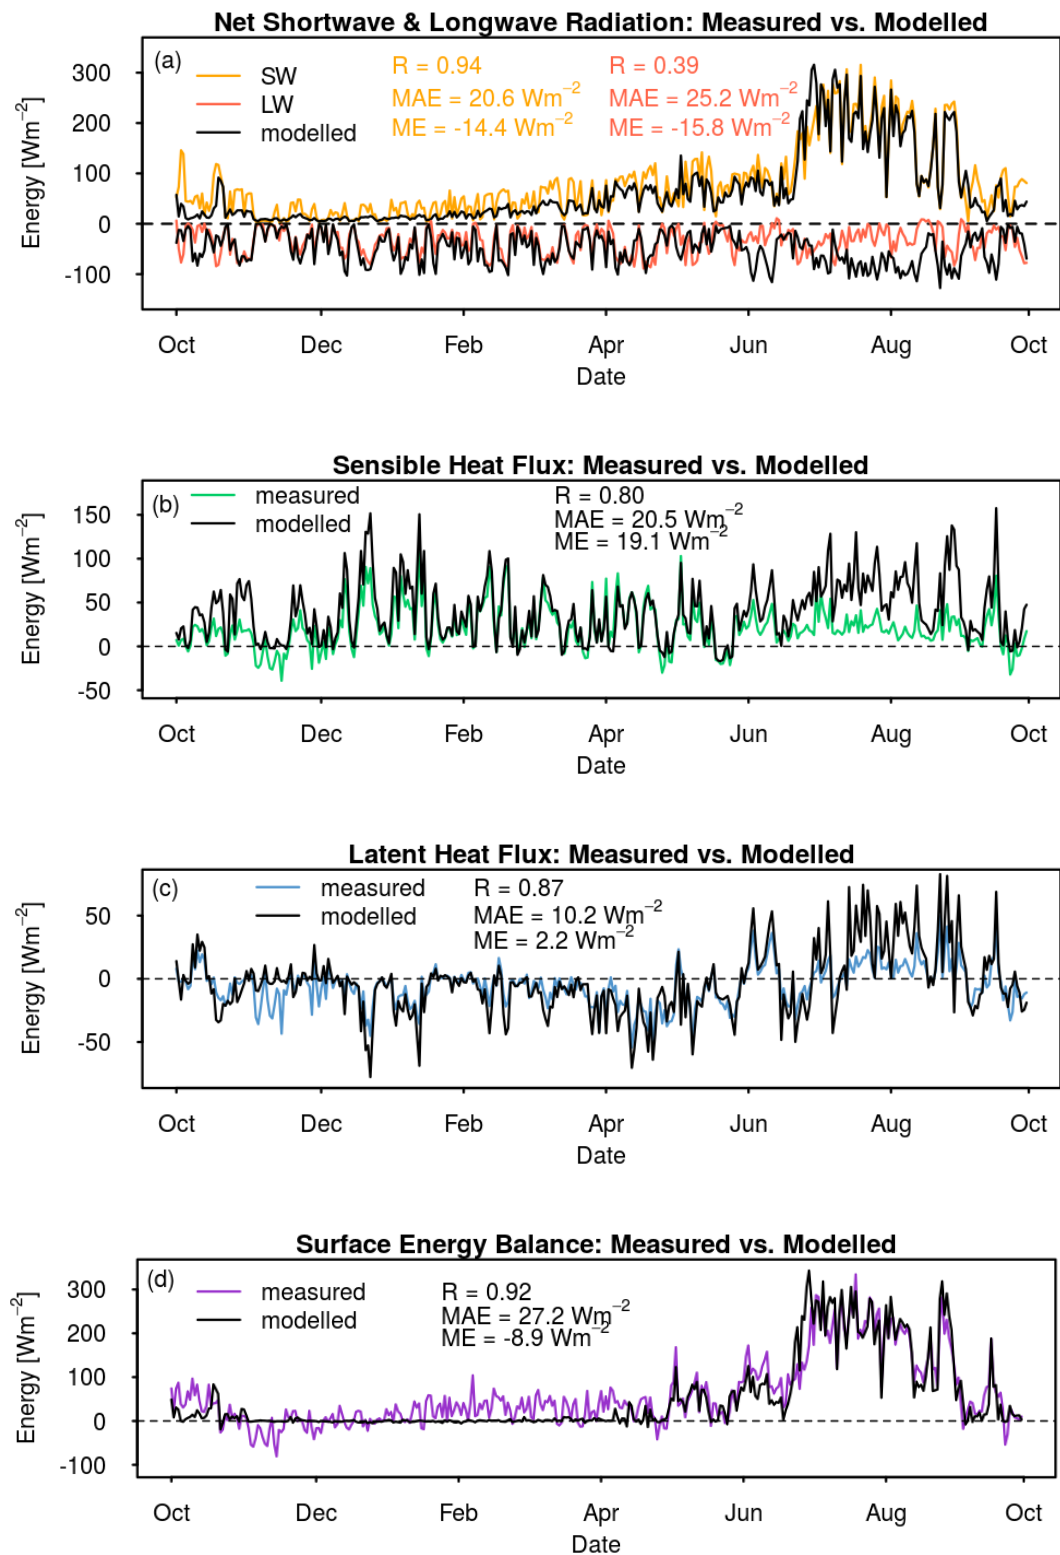 Net Shortwave & Longwave Radiation: Measured vs. Modelled
(a)
SW
LW
modelled
R = 0.94
MAE = 20.6 Wm−2
ME = -14.4 Wm−2
R = 0.39
MAE = 25.2 Wm−2
ME = -15.8 Wm−2
Energy [Wm−2]
300
200
100
0
-100
Oct Dec Feb Apr Jun Aug Oct
Date
Sensible Heat Flux: Measured vs. Modelled
(b)
measured
modelled
R = 0.80
MAE = 20.5 Wm−2
ME = 19.1 Wm−2
Energy [Wm−2]
150
100
50
0
-50
Oct Dec Feb Apr Jun Aug Oct
Date
Latent Heat Flux: Measured vs. Modelled
(c)
measured
modelled
R = 0.87
MAE = 10.2 Wm−2
ME = 2.2 Wm−2
Energy [Wm−2]
50
0
-50
Oct Dec Feb Apr Jun Aug Oct
Date
Surface Energy Balance: Measured vs. Modelled
(d)
measured
modelled
R = 0.92
MAE = 27.2 Wm−2
ME = -8.9 Wm−2
Energy [Wm−2]
300
200
100
0
-100
Oct Dec Feb Apr Jun Aug Oct
Date